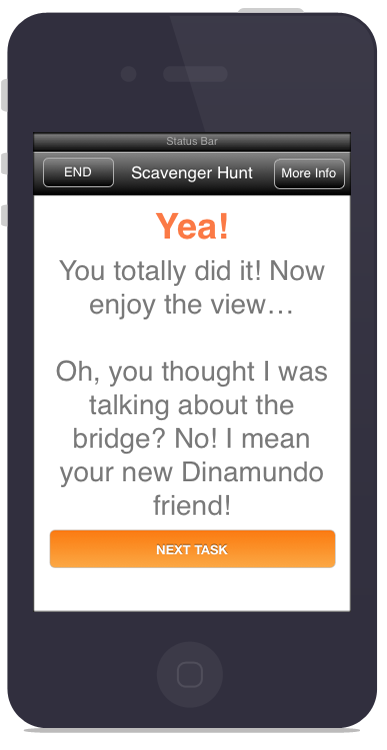 Status Bar
END Scavenger Hunt More Info
Yea!
You totally did it! Now
enjoy the view…
Oh, you thought I was
talking about the
bridge? No! I mean
your new Dinamundo
friend!
NEXT TASK